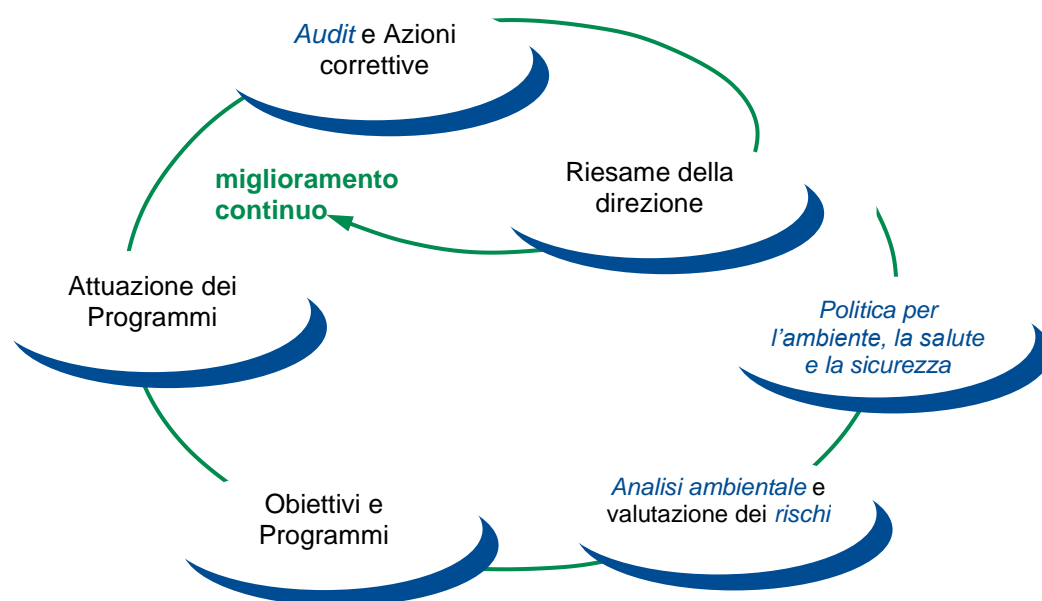 Audit e Azioni
correttive
Riesame della
direzione
miglioramento
continuo
Attuazione dei
Programmi
Politica per
l’ambiente, la salute
e la sicurezza
Analisi ambientale e
valutazione dei rischi
Obiettivi e
Programmi